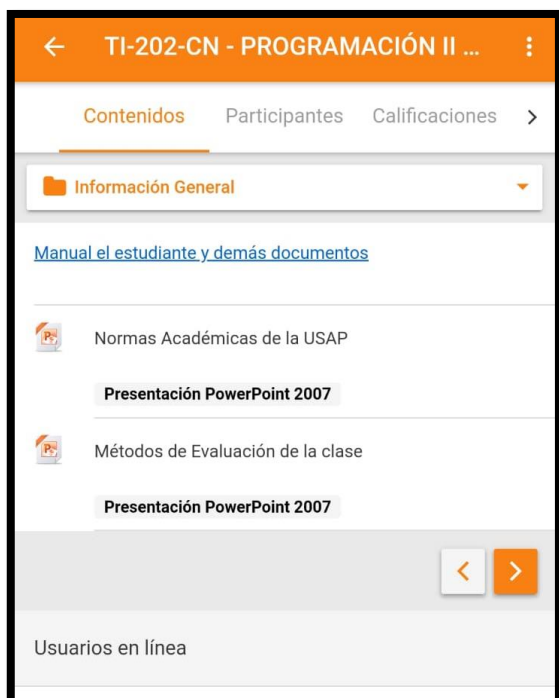 TI-202-CN - PROGRAMACIÓN II ...
Contenidos Participantes Calificaciones
Información General
Manual el estudiante y demás documentos
Normas Académicas de la USAP
Presentación PowerPoint 2007
Métodos de Evaluación de la clase
Presentación PowerPoint 2007
Usuarios en línea